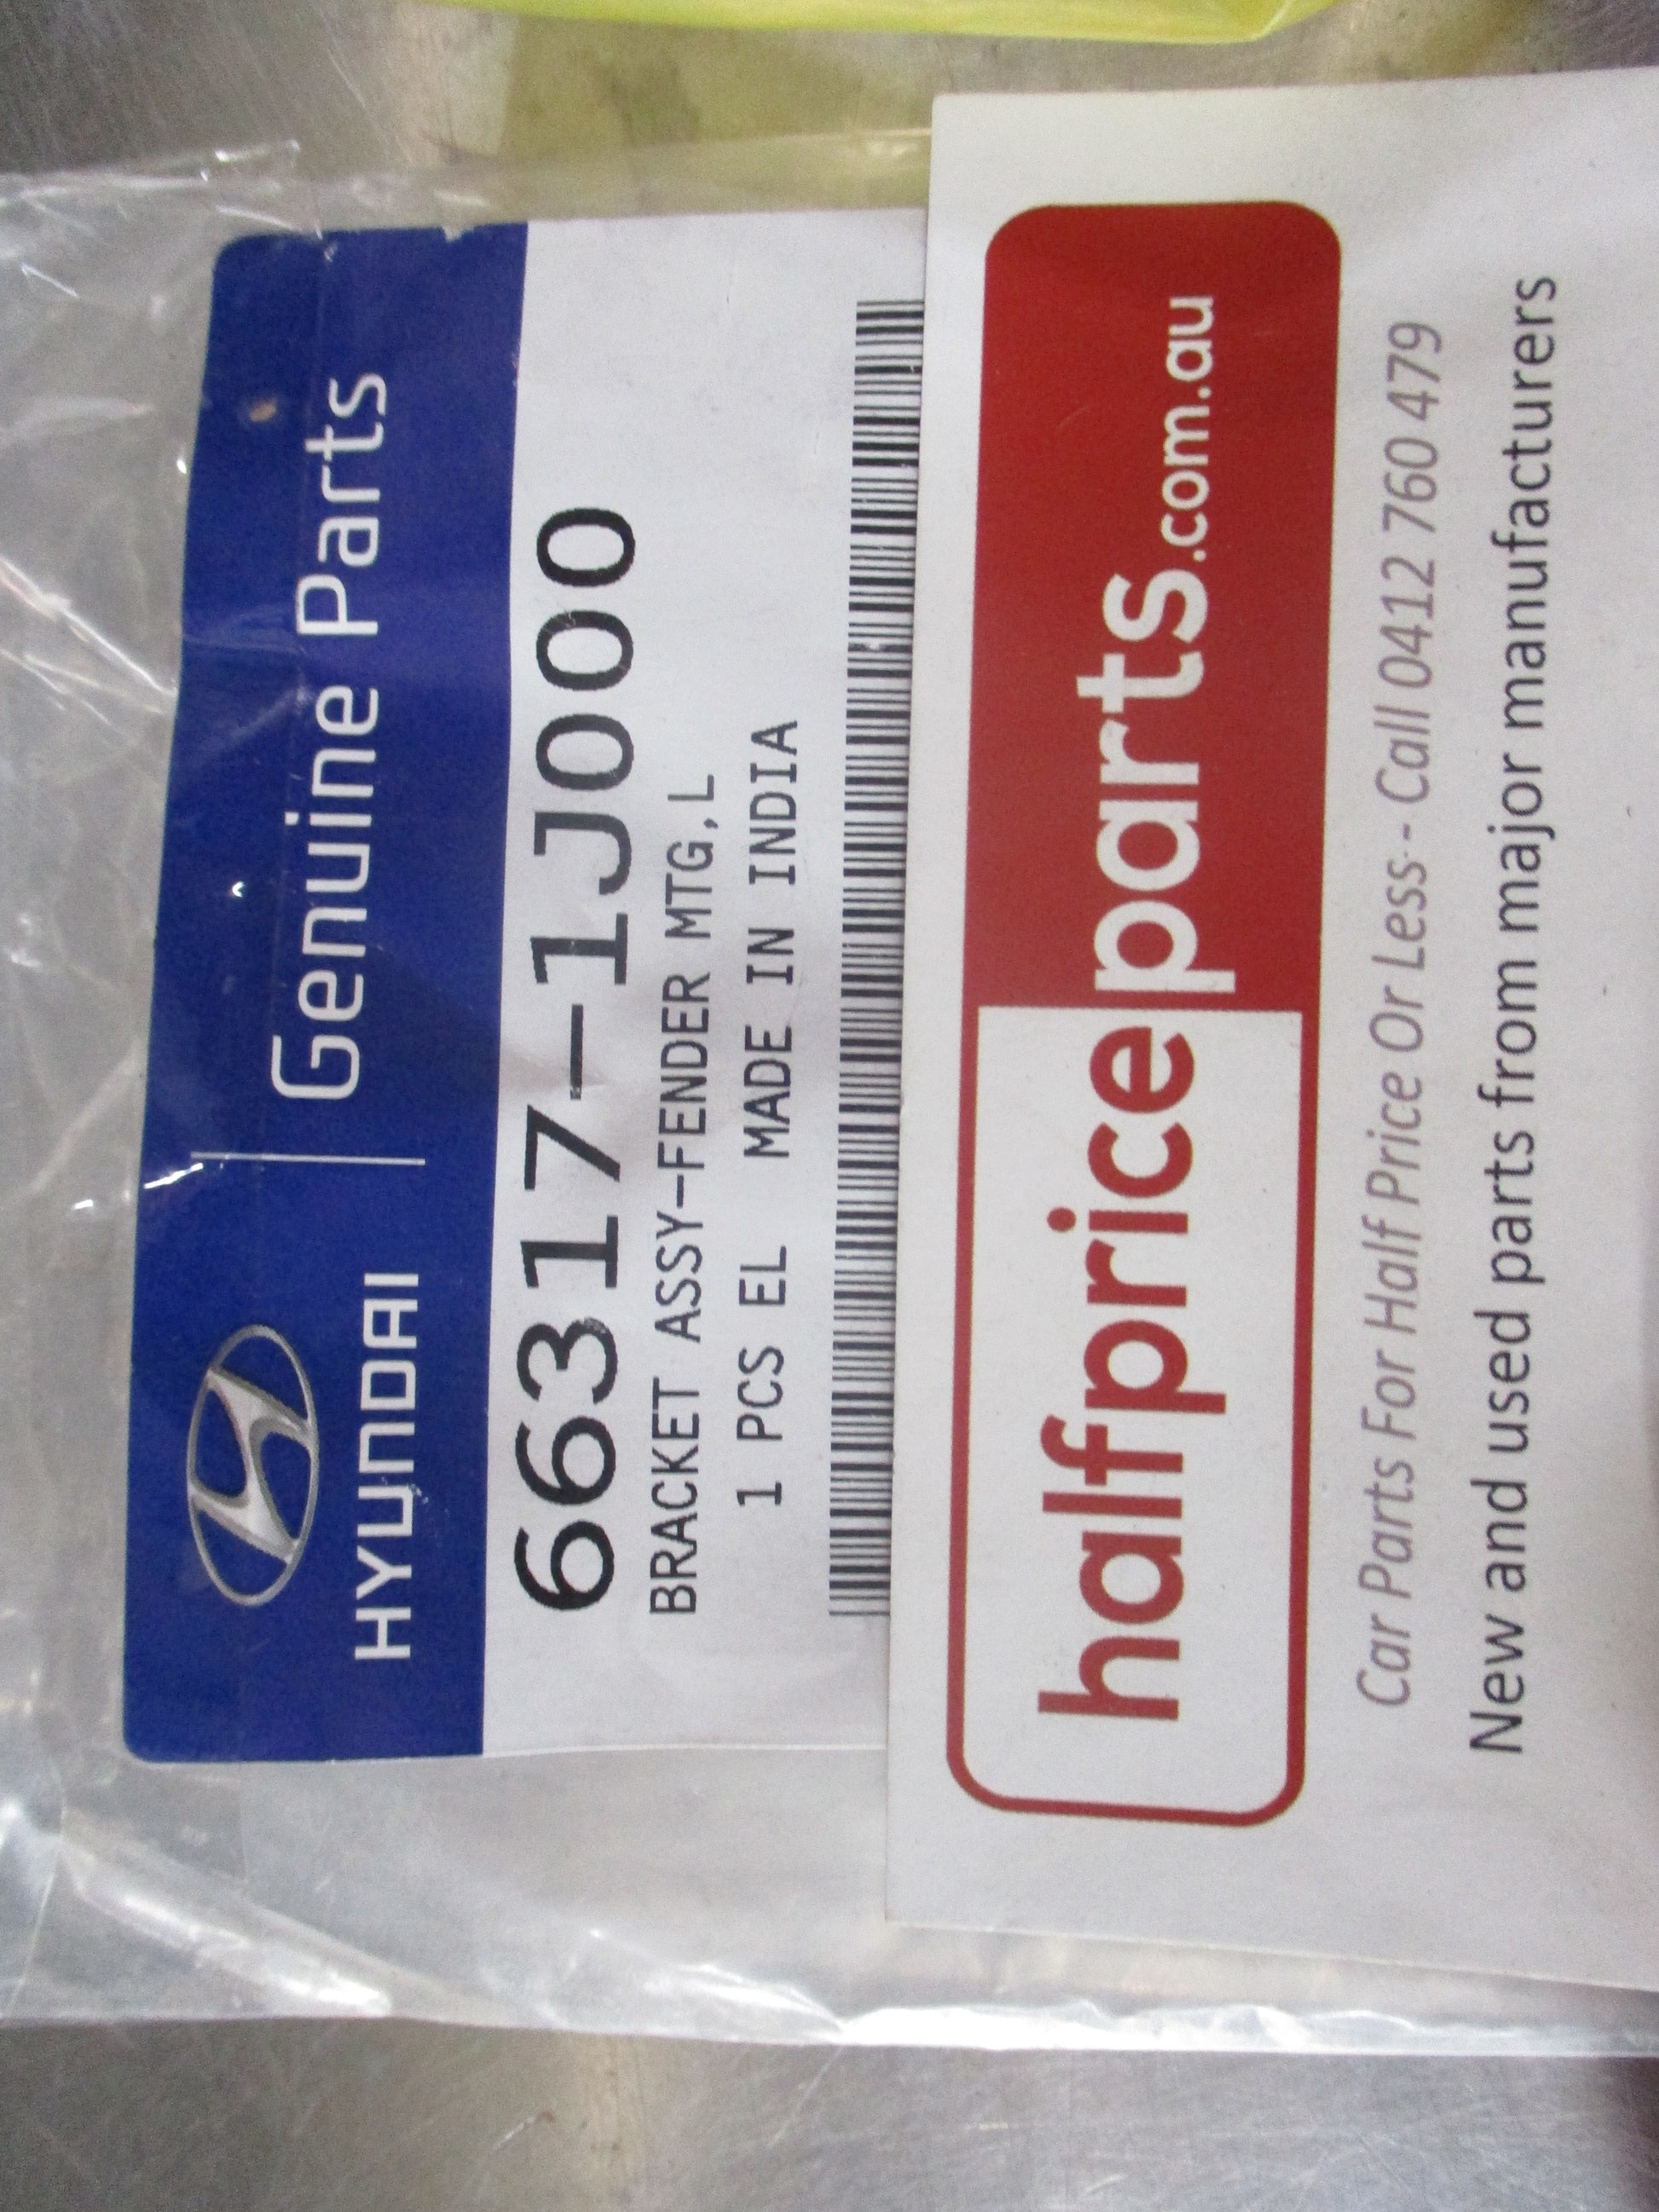 HYUNDAI | Genuine Parts
66317-1J000
BRACKET ASSY-FENDER MTG,L
1 PCS EL MADE IN INDIA
halfpriceparts.com.au
Car Parts For Half Price Or Less - Call 0412 760 479
New and used parts from major manufacturers